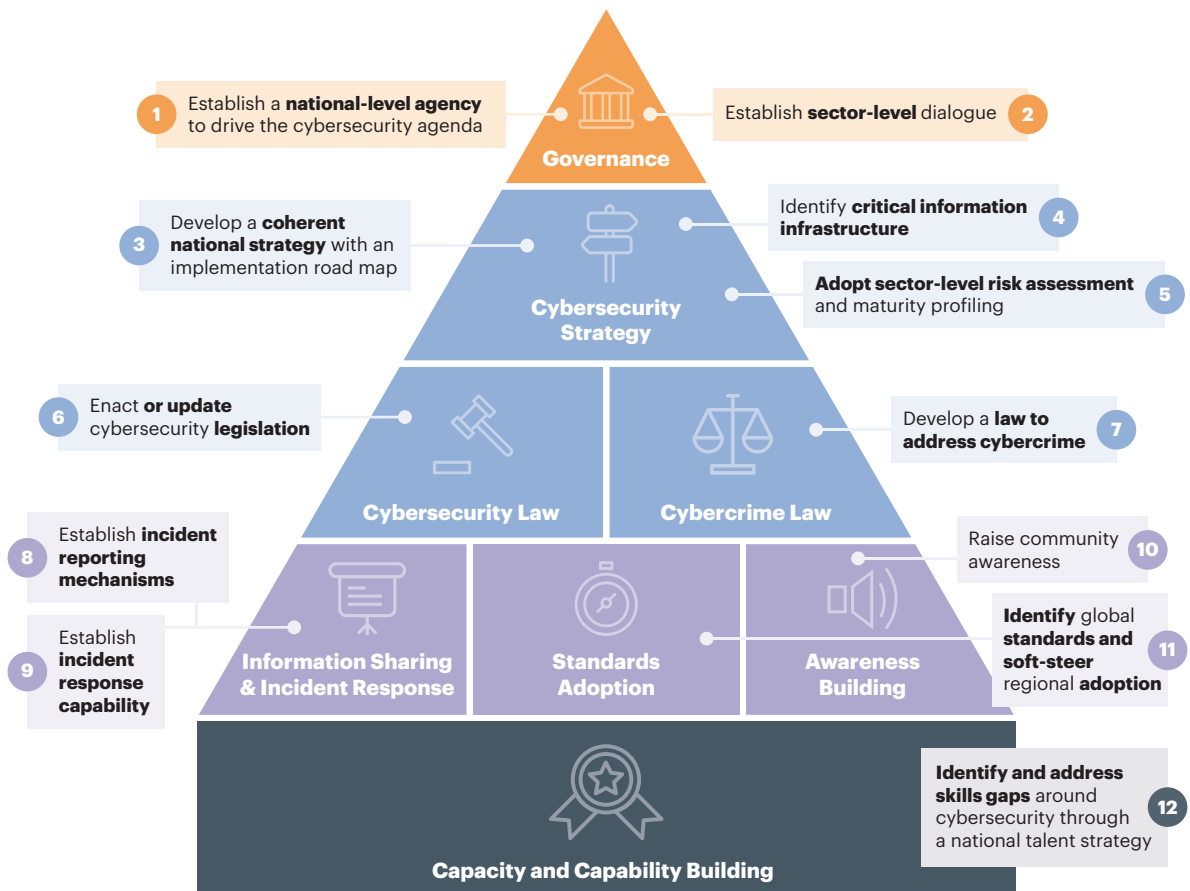 1
Establish a national-level agency
to drive the cybersecurity agenda
Establish sector-level dialogue
2
Governance
3
Develop a coherent
national strategy with an
implementation road map
Identify critical information
infrastructure
4
Adopt sector-level risk assessment
and maturity profiling
5
Cybersecurity
Strategy
6
Enact or update
cybersecurity legislation
Develop a law to
address cybercrime
7
Cybersecurity Law
Cybercrime Law
8
Establish incident
reporting
mechanisms
9
Establish
incident
response
capability
Raise community
awareness
10
Identify global
standards and
soft-steer
regional adoption
11
Information Sharing
& Incident Response
Standards
Adoption
Awareness
Building
Identify and address
skills gaps around
cybersecurity through
a national talent strategy
12
Capacity and Capability Building